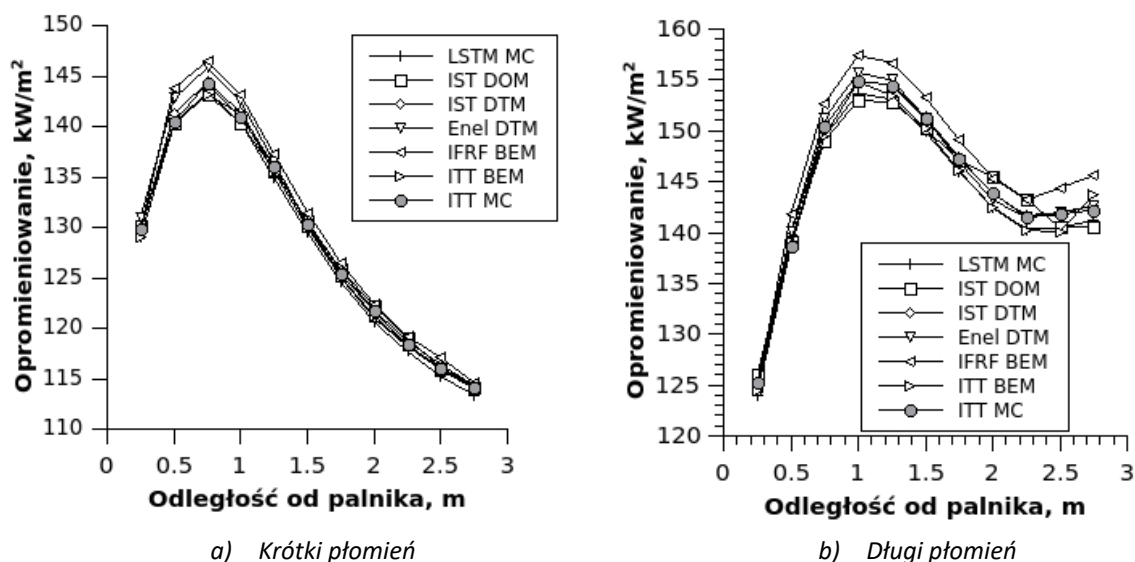 150
145
140
135
130
125
120
115
110
Opromieniowanie, kW/m²
0 0.5 1 1.5 2 2.5 3
Odległość od palnika, m
LSTM MC
IST DOM
IST DTM
Enel DTM
IFRF BEM
ITT BEM
ITT MC
a) Krótki płomień
160
155
150
145
140
135
130
125
120
Opromieniowanie, kW/m²
0 0.5 1 1.5 2 2.5 3
Odległość od palnika, m
LSTM MC
IST DOM
IST DTM
Enel DTM
IFRF BEM
ITT BEM
ITT MC
b) Długi płomień